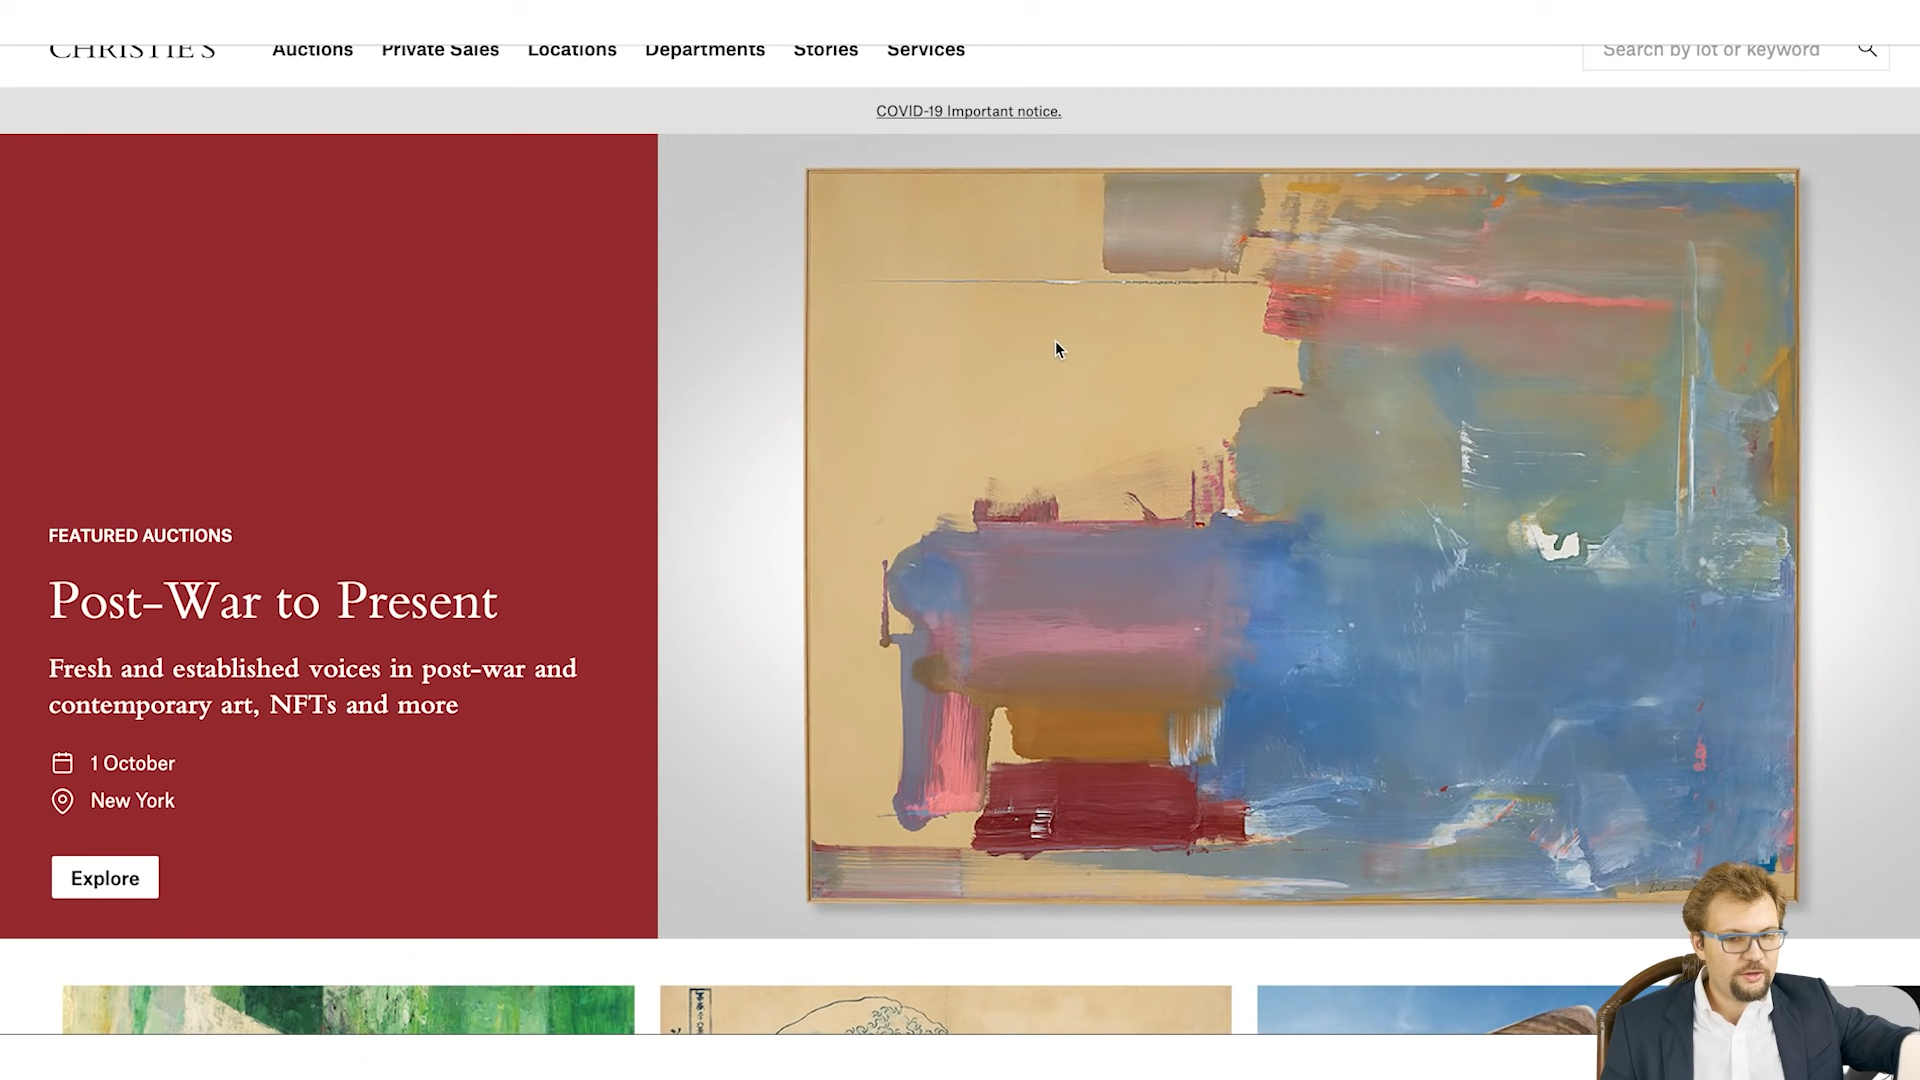 CHRISTIE'S
Auctions
Private Sales
Locations
Departments
Stories
Services
Search by lot or keyword
COVID-19 Important notice.
FEATURED AUCTIONS
Post-War to Present
Fresh and established voices in post-war and
contemporary art, NFTs and more
1 October
New York
Explore